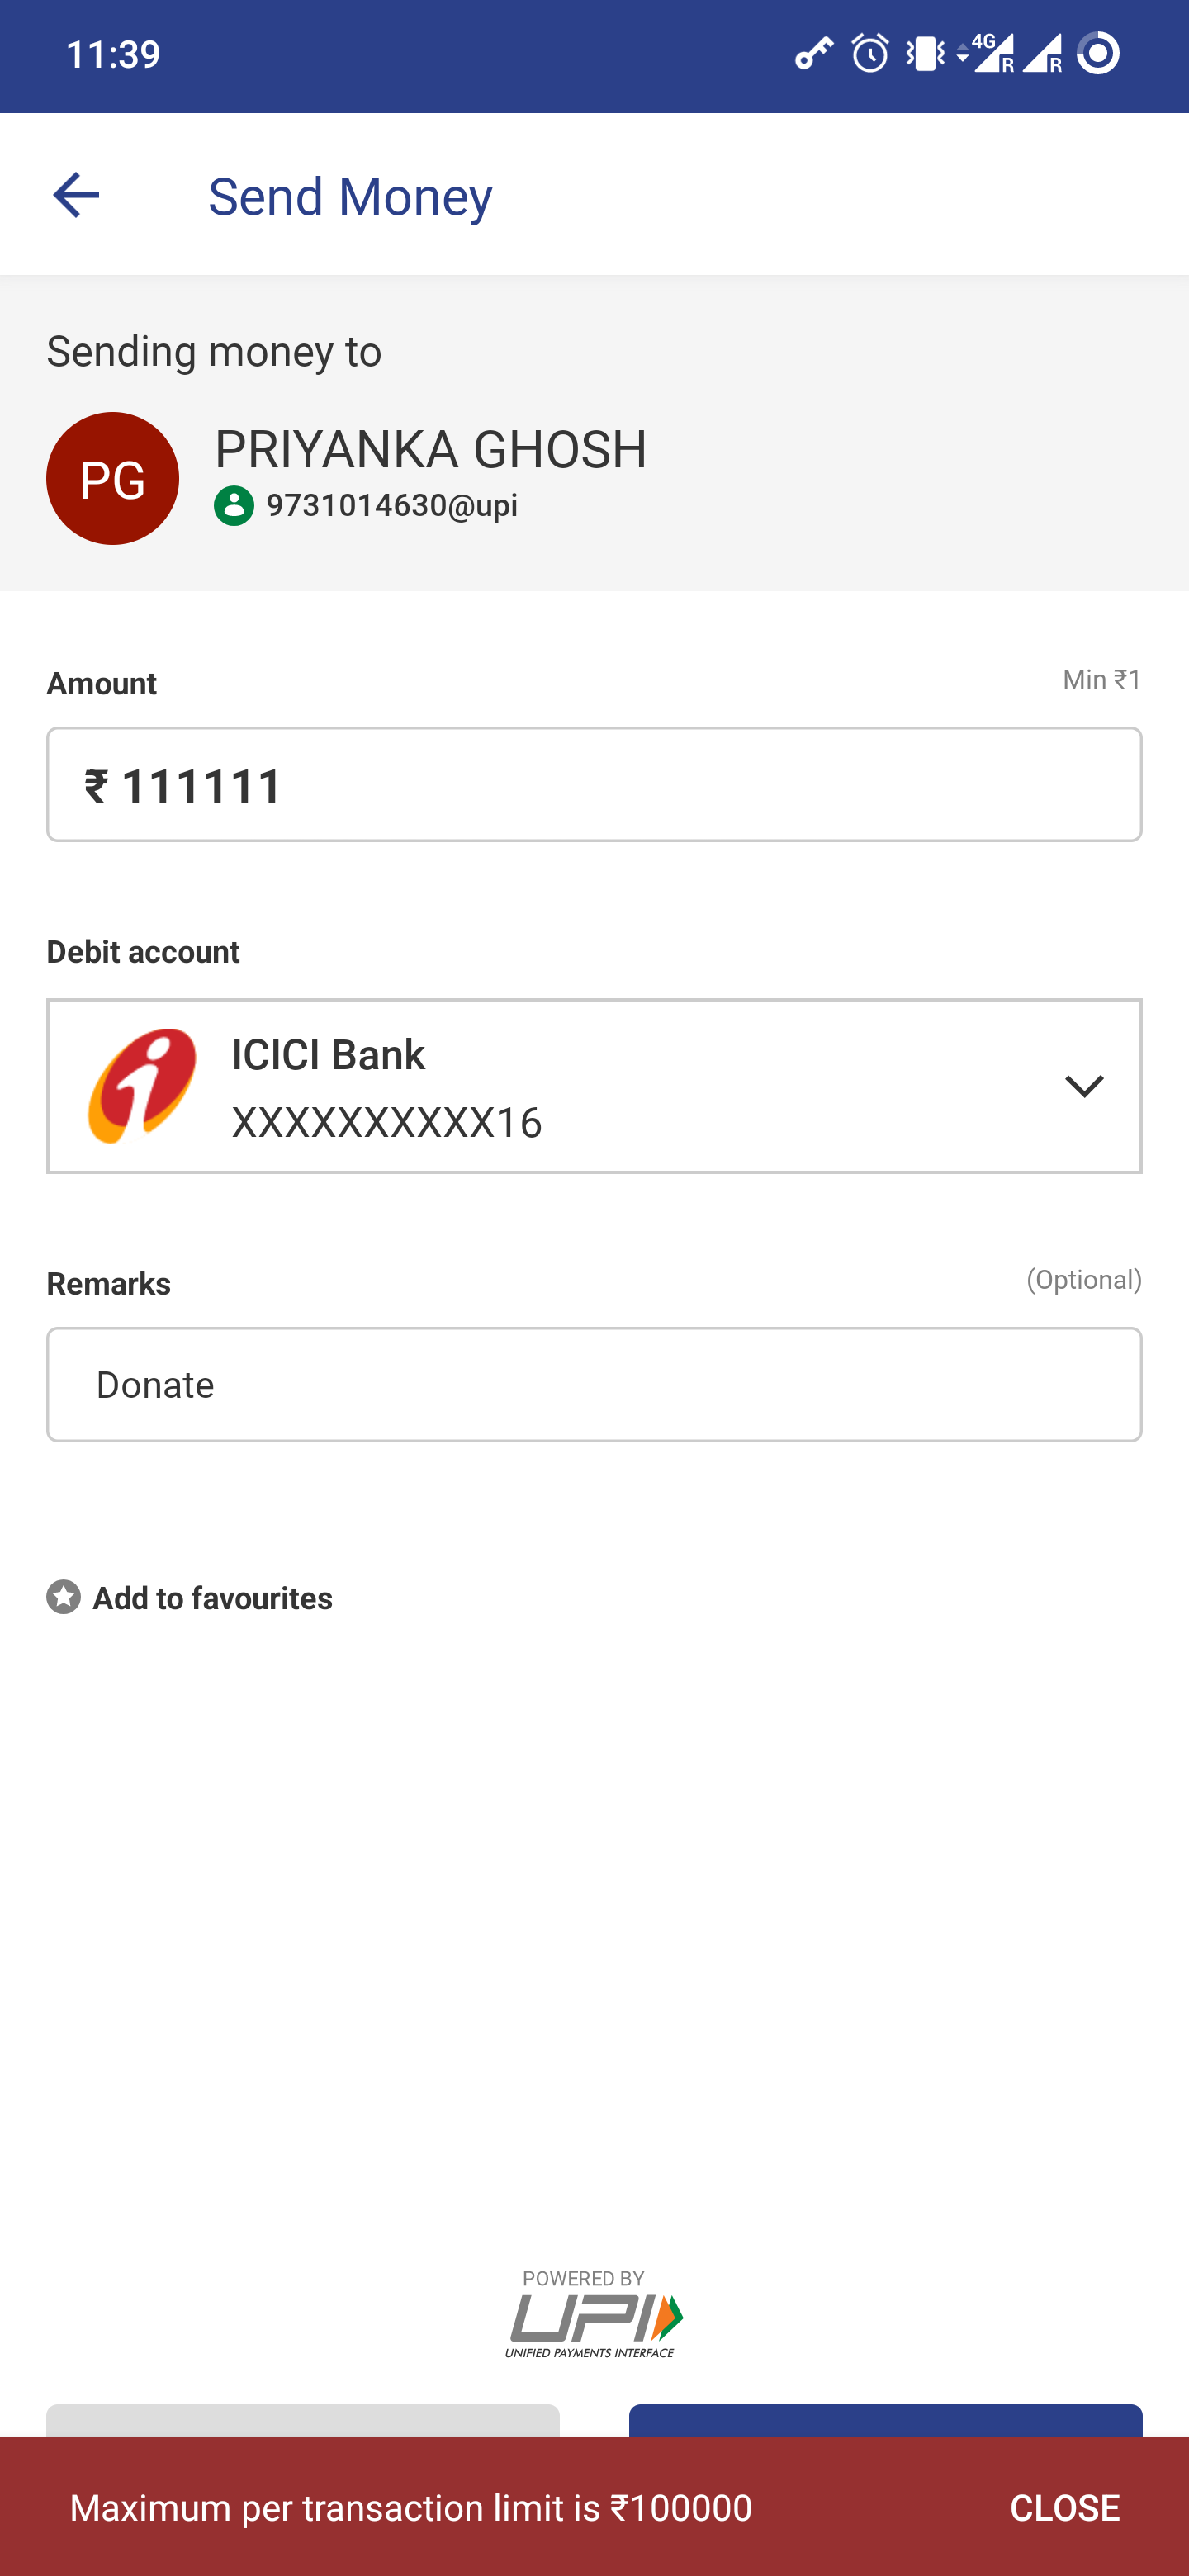 11:39
4G R R
Send Money
Sending money to
PG
PRIYANKA GHOSH
9731014630@upi
Amount
Min ₹1
₹ 111111
Debit account
ICICI Bank
XXXXXXXXXX16
Remarks
(Optional)
Donate
Add to favourites
POWERED BY
UPI
UNIFIED PAYMENTS INTERFACE
Maximum per transaction limit is ₹100000
CLOSE